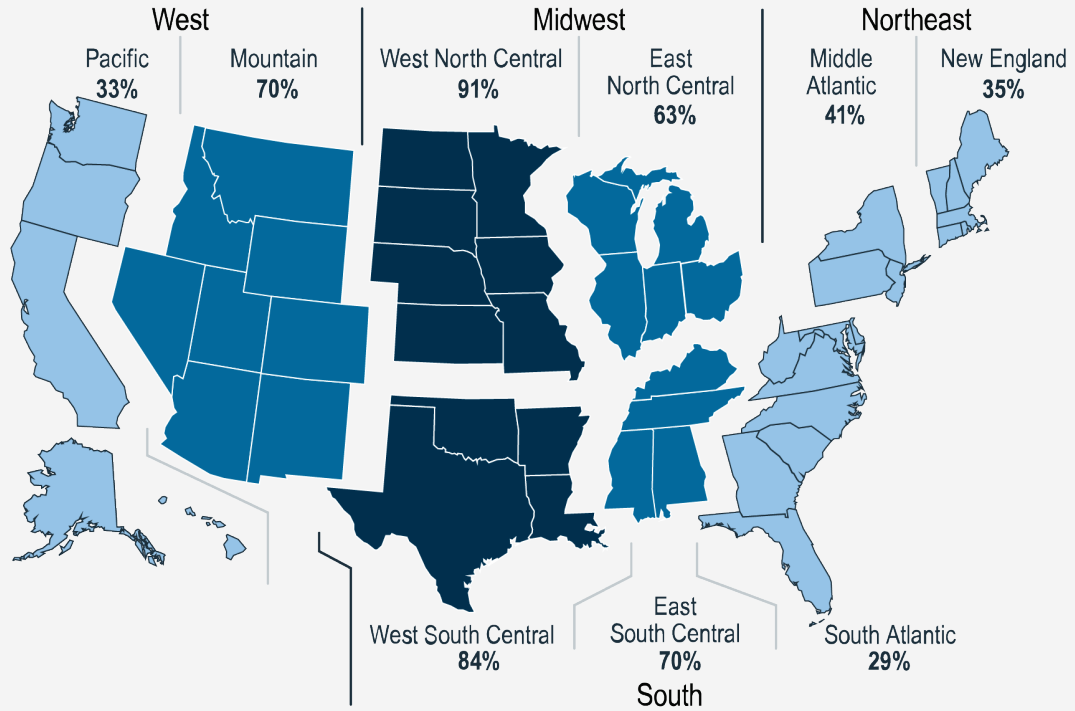 West
Midwest
Northeast
Pacific
33%
Mountain
70%
West North Central
91%
East
North Central
63%
Middle
Atlantic
41%
New England
35%
West South Central
84%
East
South Central
70%
South Atlantic
29%
South